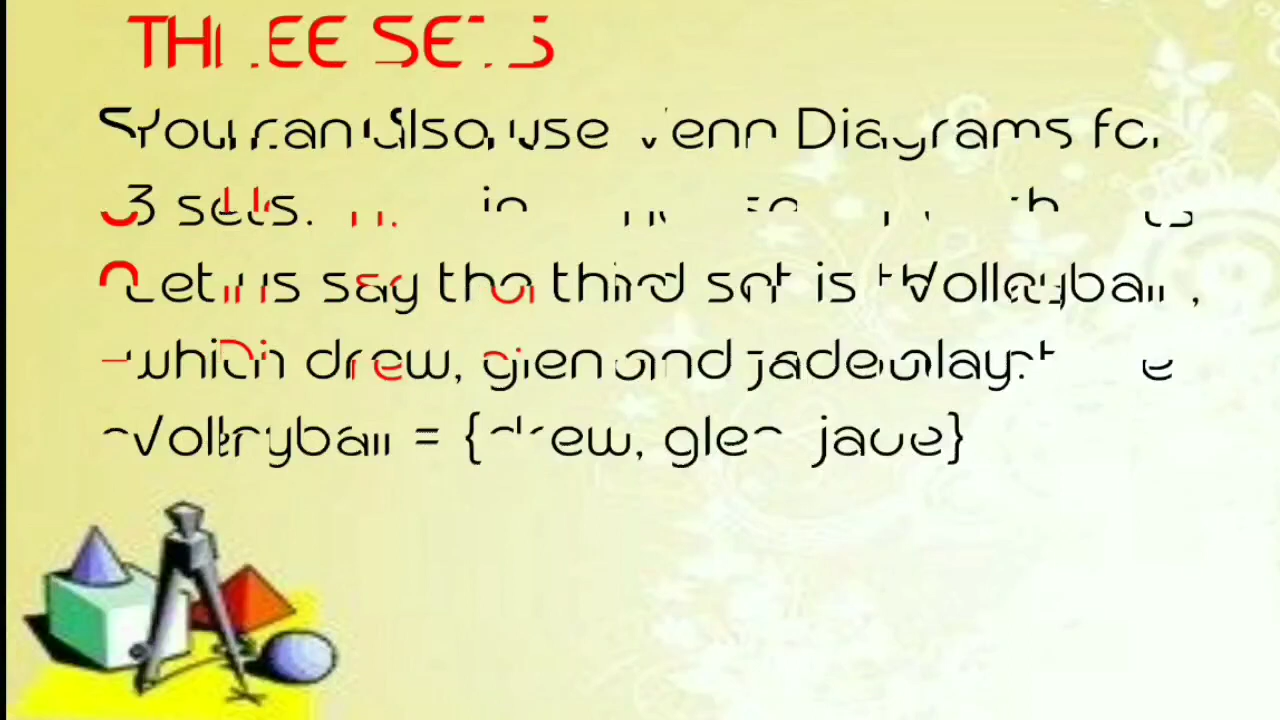 THREE SETS
You can also use Venn Diagrams for
3 sets.
Let us say the third set is "Volleyball",
which drew, glen and jade play:
Volleyball = {drew, glen, jade}